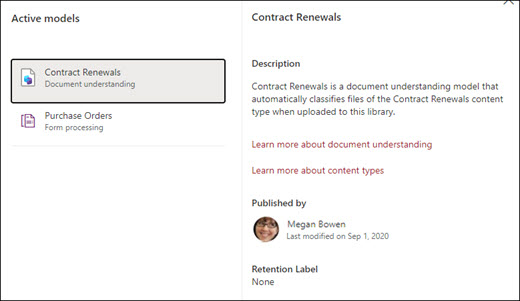 Active models
Contract Renewals
Document understanding
Purchase Orders
Form processing
Contract Renewals
Description
Contract Renewals is a document understanding model that
automatically classifies files of the Contract Renewals content
type when uploaded to this library.
Learn more about document understanding
Learn more about content types
Published by
Megan Bowen
Last modified on Sep 1, 2020
Retention Label
None